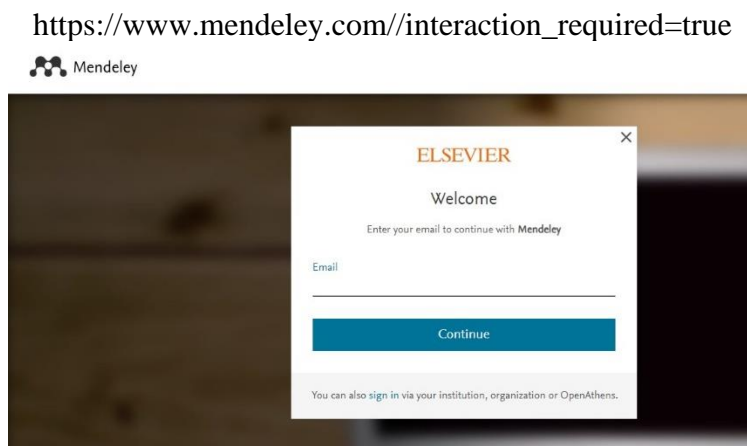 https://www.mendeley.com//interaction_required=true
Mendeley
ELSEVIER
Welcome
Enter your email to continue with Mendeley
Email
Continue
You can also sign in via your institution, organization or OpenAthens.